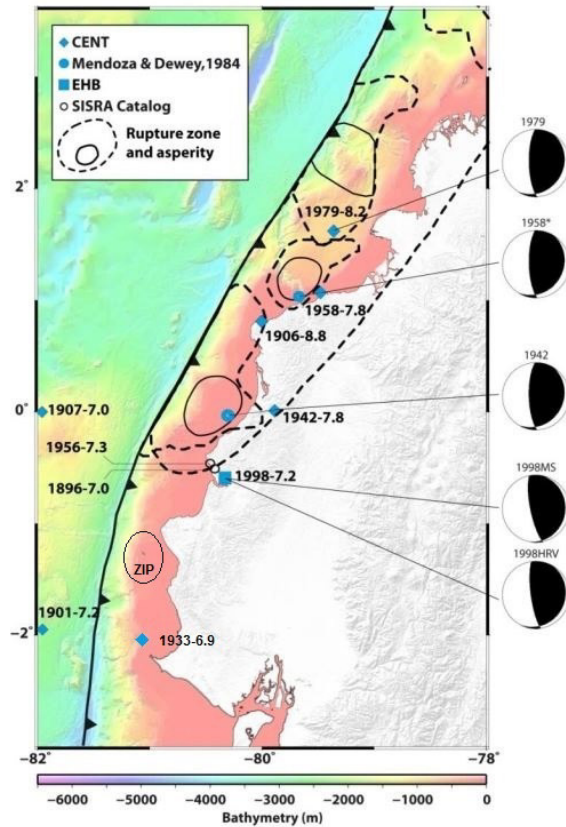 CENT
Mendoza & Dewey,1984
EHB
SISRA Catalog
Rupture zone
and asperity
1979
2°
1979-8.2
1958*
1958-7.8
1906-8.8
1942
0°
1907-7.0
1942-7.8
1956-7.3
1998-7.2
1896-7.0
1998MS
1998HRV
ZIP
1901-7.2
−2°
1933-6.9
−82°
−80°
−78°
−6000
−5000
−4000
−3000
−2000
−1000
0
Bathymetry (m)